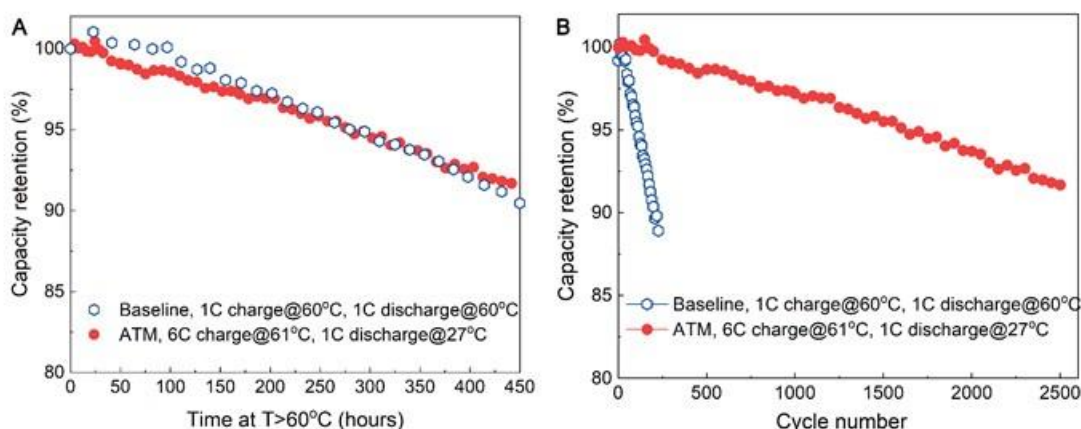 A
Capacity retention (%)
100
95
90
85
80
Baseline, 1C charge@60°C, 1C discharge@60°C
ATM, 6C charge@61°C, 1C discharge@27°C
0 50 100 150 200 250 300 350 400 450
Time at T>60°C (hours)
B
Capacity retention (%)
100
95
90
85
80
Baseline, 1C charge@60°C, 1C discharge@60°C
ATM, 6C charge@61°C, 1C discharge@27°C
0 500 1000 1500 2000 2500
Cycle number